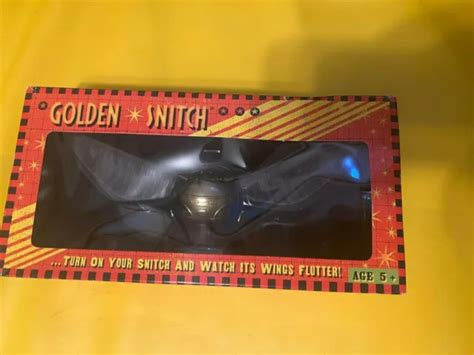 GOLDEN SNITCH
...TURN ON YOUR SNITCH AND WATCH ITS WINGS FLUTTER!
AGE 5+